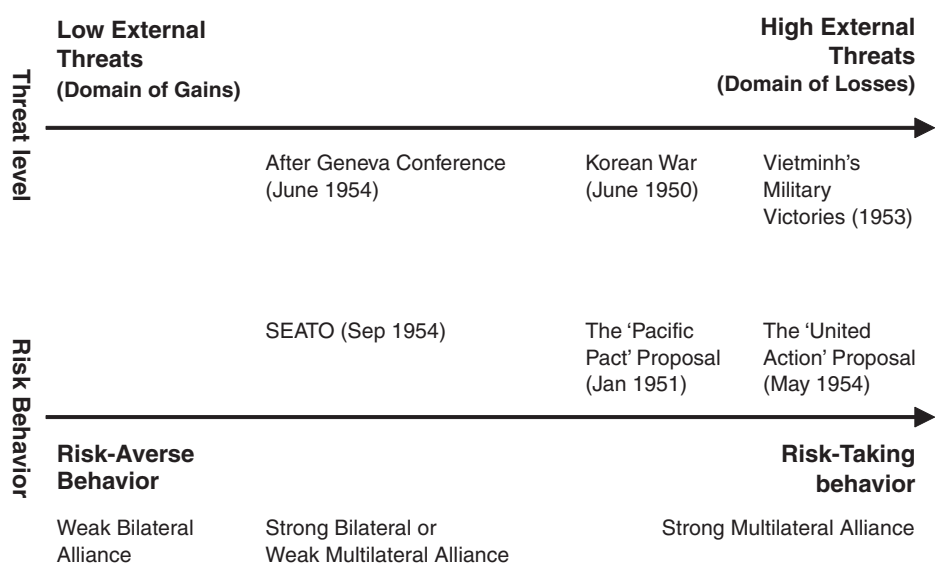 Low External
Threats
(Domain of Gains)
High External
Threats
(Domain of Losses)
Threat level
After Geneva Conference
(June 1954)
Korean War
(June 1950)
Vietminh's
Military
Victories (1953)
SEATO (Sep 1954)
The 'Pacific
Pact' Proposal
(Jan 1951)
The 'United
Action' Proposal
(May 1954)
Risk Behavior
Risk-Averse
Behavior
Risk-Taking
behavior
Weak Bilateral
Alliance
Strong Bilateral or
Weak Multilateral Alliance
Strong Multilateral Alliance